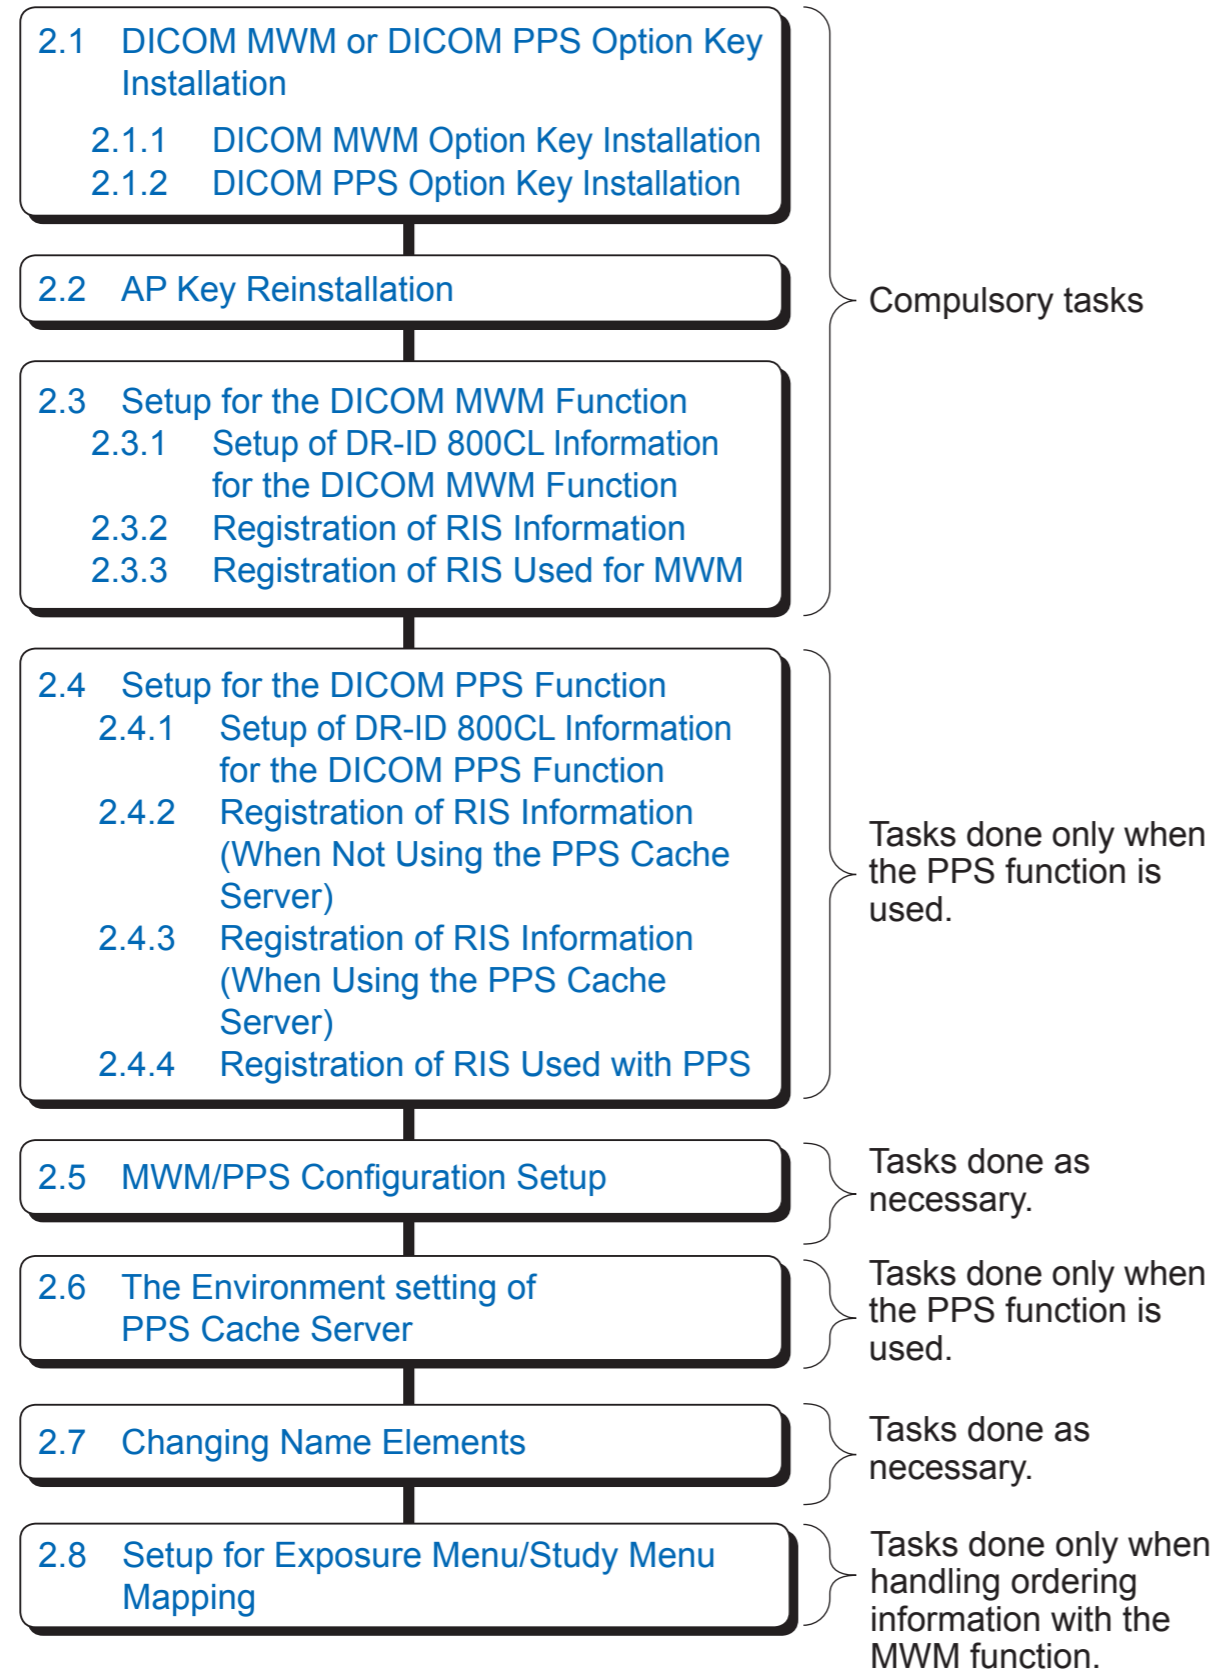 2.1 DICOM MWM or DICOM PPS Option Key
Installation
2.1.1 DICOM MWM Option Key Installation
2.1.2 DICOM PPS Option Key Installation
2.2 AP Key Reinstallation
2.3 Setup for the DICOM MWM Function
2.3.1 Setup of DR-ID 800CL Information
for the DICOM MWM Function
2.3.2 Registration of RIS Information
2.3.3 Registration of RIS Used for MWM
Compulsory tasks
2.4 Setup for the DICOM PPS Function
2.4.1 Setup of DR-ID 800CL Information
for the DICOM PPS Function
2.4.2 Registration of RIS Information
(When Not Using the PPS Cache
Server)
2.4.3 Registration of RIS Information
(When Using the PPS Cache
Server)
2.4.4 Registration of RIS Used with PPS
Tasks done only when
the PPS function is
used.
2.5 MWM/PPS Configuration Setup
Tasks done as
necessary.
2.6 The Environment setting of
PPS Cache Server
Tasks done only when
the PPS function is
used.
2.7 Changing Name Elements
Tasks done as
necessary.
2.8 Setup for Exposure Menu/Study Menu
Mapping
Tasks done only when
handling ordering
information with the
MWM function.